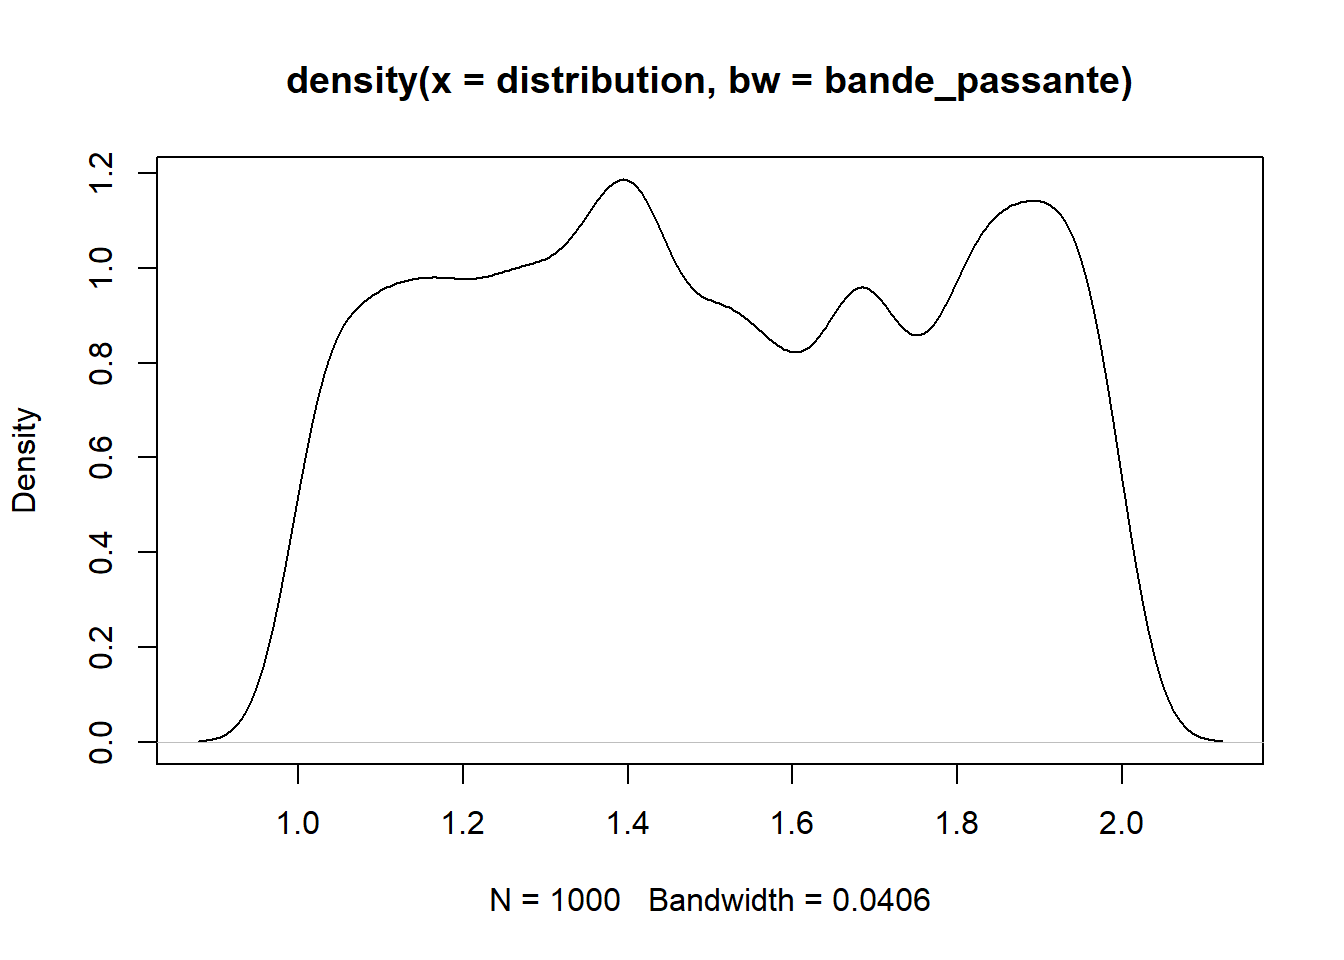 density(x = distribution, bw = bande_passante)
Density
0.0
0.2
0.4
0.6
0.8
1.0
1.2
1.0 1.2 1.4 1.6 1.8 2.0
N = 1000 Bandwidth = 0.0406